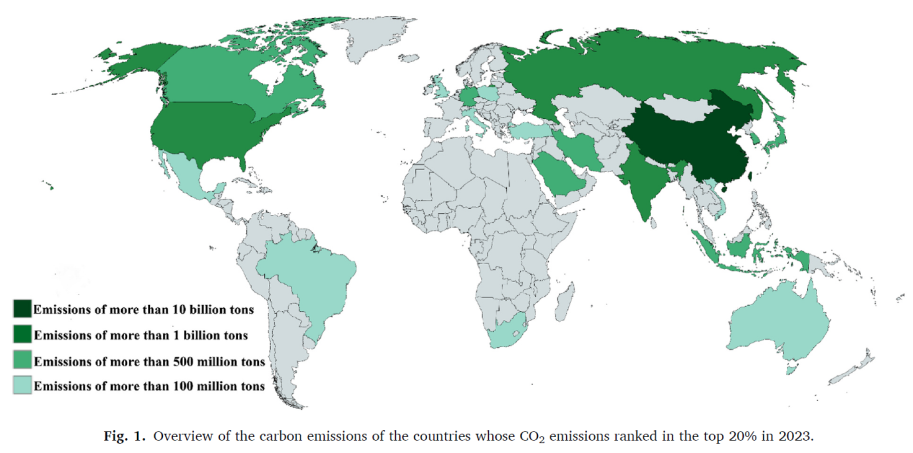 Emissions of more than 10 billion tons
Emissions of more than 1 billion tons
Emissions of more than 500 million tons
Emissions of more than 100 million tons
Fig. 1. Overview of the carbon emissions of the countries whose CO₂ emissions ranked in the top 20% in 2023.